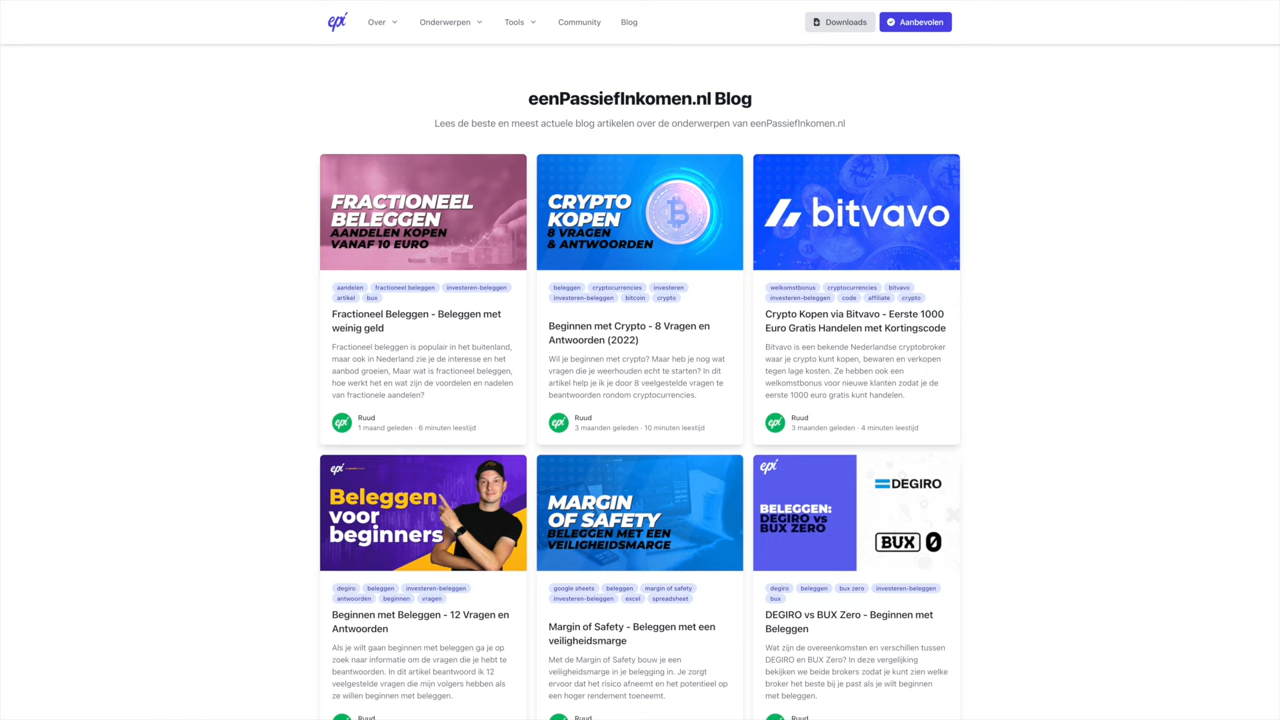 epi
Over
Onderwerpen
Tools
Community
Blog
Downloads
Aanbevolen
eenPassiefInkomen.nl Blog
Lees de beste en meest actuele blog artikelen over de onderwerpen van eenPassiefInkomen.nl
FRACTIONEEL
BELEGGEN
AANDELEN KOPEN
VANAF 10 EURO
aandelen fractioneel beleggen investeren-beleggen
artikel bux
Fractioneel Beleggen - Beleggen met
weinig geld
Fractioneel beleggen is populair in het buitenland,
maar ook in Nederland zie je de interesse en het
aanbod groeien, Maar wat is fractioneel beleggen,
hoe werkt het en wat zijn de voordelen en nadelen
van fractionele aandelen?
epi
Ruud
1 maand geleden · 6 minuten leestijd
CRYPTO
KOPEN
8 VRAGEN
& ANTWOORDEN
beleggen cryptocurrencies investeren
investeren-beleggen bitcoin crypto
Beginnen met Crypto - 8 Vragen en
Antwoorden (2022)
Wil je beginnen met crypto? Maar heb je nog wat
vragen die je weerhouden echt te starten? In dit
artikel help je ik je door 8 veelgestelde vragen te
beantwoorden rondom cryptocurrencies.
epi
Ruud
3 maanden geleden · 10 minuten leestijd
bitvavo
welkomstbonus cryptocurrencies bitvavo
investeren-beleggen code affiliate crypto
Crypto Kopen via Bitvavo - Eerste 1000
Euro Gratis Handelen met Kortingscode
Bitvavo is een bekende Nederlandse cryptobroker
waar je crypto kunt kopen, bewaren en verkopen
tegen lage kosten. Ze hebben ook een
welkomstbonus voor nieuwe klanten zodat je de
eerste 1000 euro gratis kunt handelen.
epi
Ruud
3 maanden geleden · 4 minuten leestijd
epi
Beleggen
voor
beginners
degiro beleggen investeren-beleggen
antwoorden beginnen vragen
Beginnen met Beleggen - 12 Vragen en
Antwoorden
Als je wilt gaan beginnen met beleggen ga je op
zoek naar informatie om de vragen die je hebt te
beantwoorden. In dit artikel beantwoord ik 12
veelgestelde vragen die mijn volgers hebben als
ze willen beginnen met beleggen.
Ruud
MARGIN
OF SAFETY
BELEGGEN MET EEN
VEILIGHEIDSMARGE
google sheets beleggen margin of safety
investeren-beleggen excel spreadsheet
Margin of Safety - Beleggen met een
veiligheidsmarge
Met de Margin of Safety bouw je een
veiligheidsmarge in je belegging in. Je zorgt
ervoor dat het risico afneemt en het potentieel op
een hoger rendement toeneemt.
Ruud
epi
BELEGGEN:
DEGIRO vs
BUX ZERO
DEGIRO
BUX 0
degiro beleggen bux zero investeren-beleggen
bux
DEGIRO vs BUX Zero - Beginnen met
Beleggen
Wat zijn de overeenkomsten en verschillen tussen
DEGIRO en BUX Zero? In deze vergelijking
bekijken we beide brokers zodat je kunt zien welke
broker het beste bij je past als je wilt beginnen
met beleggen.
Ruud